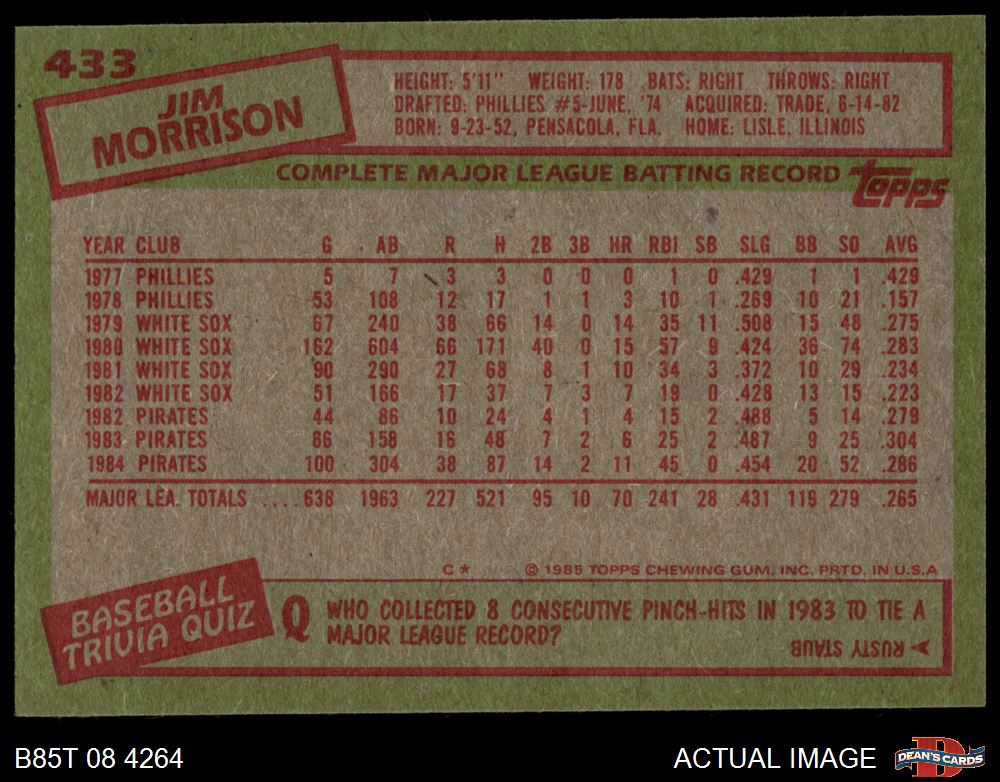 433
JIM
MORRISON
HEIGHT: 5'11" WEIGHT: 178 BATS: RIGHT THROWS: RIGHT
DRAFTED: PHILLIES #5-JUNE, '74 ACQUIRED: TRADE, 6-14-82
BORN: 9-23-52, PENSACOLA, FLA. HOME: LISLE, ILLINOIS
COMPLETE MAJOR LEAGUE BATTING RECORD topps
YEAR CLUB G AB R H 2B 3B HR RBI SB SLG BB SO AVG
1977 PHILLIES 5 7 3 3 0 0 0 1 0 .429 1 1 .429
1978 PHILLIES 53 108 12 17 1 1 3 10 1 .269 10 21 .157
1979 WHITE SOX 67 240 38 66 14 0 14 35 11 .508 15 48 .275
1980 WHITE SOX 162 604 66 171 40 0 15 57 9 .424 36 74 .283
1981 WHITE SOX 90 290 27 68 8 1 10 34 3 .372 10 29 .234
1982 WHITE SOX 51 166 17 37 7 3 7 19 0 .428 13 15 .223
1982 PIRATES 44 86 10 24 4 1 4 15 2 .488 5 14 .279
1983 PIRATES 66 158 16 48 7 2 6 25 2 .487 9 25 .304
1984 PIRATES 100 304 38 87 14 2 11 45 0 .454 20 52 .286
MAJOR LEA. TOTALS .... 638 1963 227 521 95 10 70 241 28 .431 119 279 .265
C * © 1985 TOPPS CHEWING GUM, INC. PRTD. IN U.S.A
BASEBALL
TRIVIA QUIZ
Q WHO COLLECTED 8 CONSECUTIVE PINCH-HITS IN 1983 TO TIE A
MAJOR LEAGUE RECORD?
A RUSTY STAUB
B85T 08 4264
ACTUAL IMAGE
D
DEAN'S CARDS